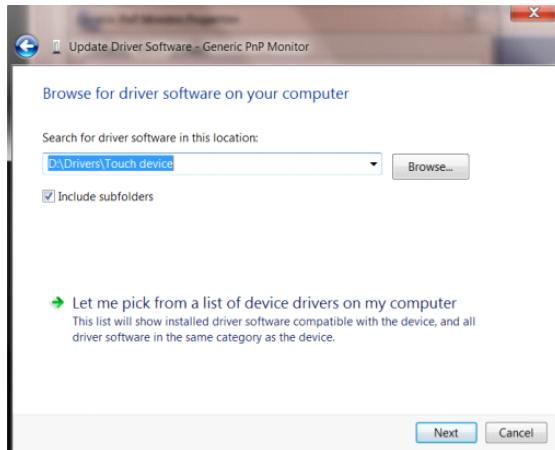 Update Driver Software - Generic PnP Monitor
Browse for driver software on your computer
Search for driver software in this location:
D:\Drivers\Touch device
Browse...
Include subfolders
Let me pick from a list of device drivers on my computer
This list will show installed driver software compatible with the device, and all
driver software in the same category as the device.
Next
Cancel